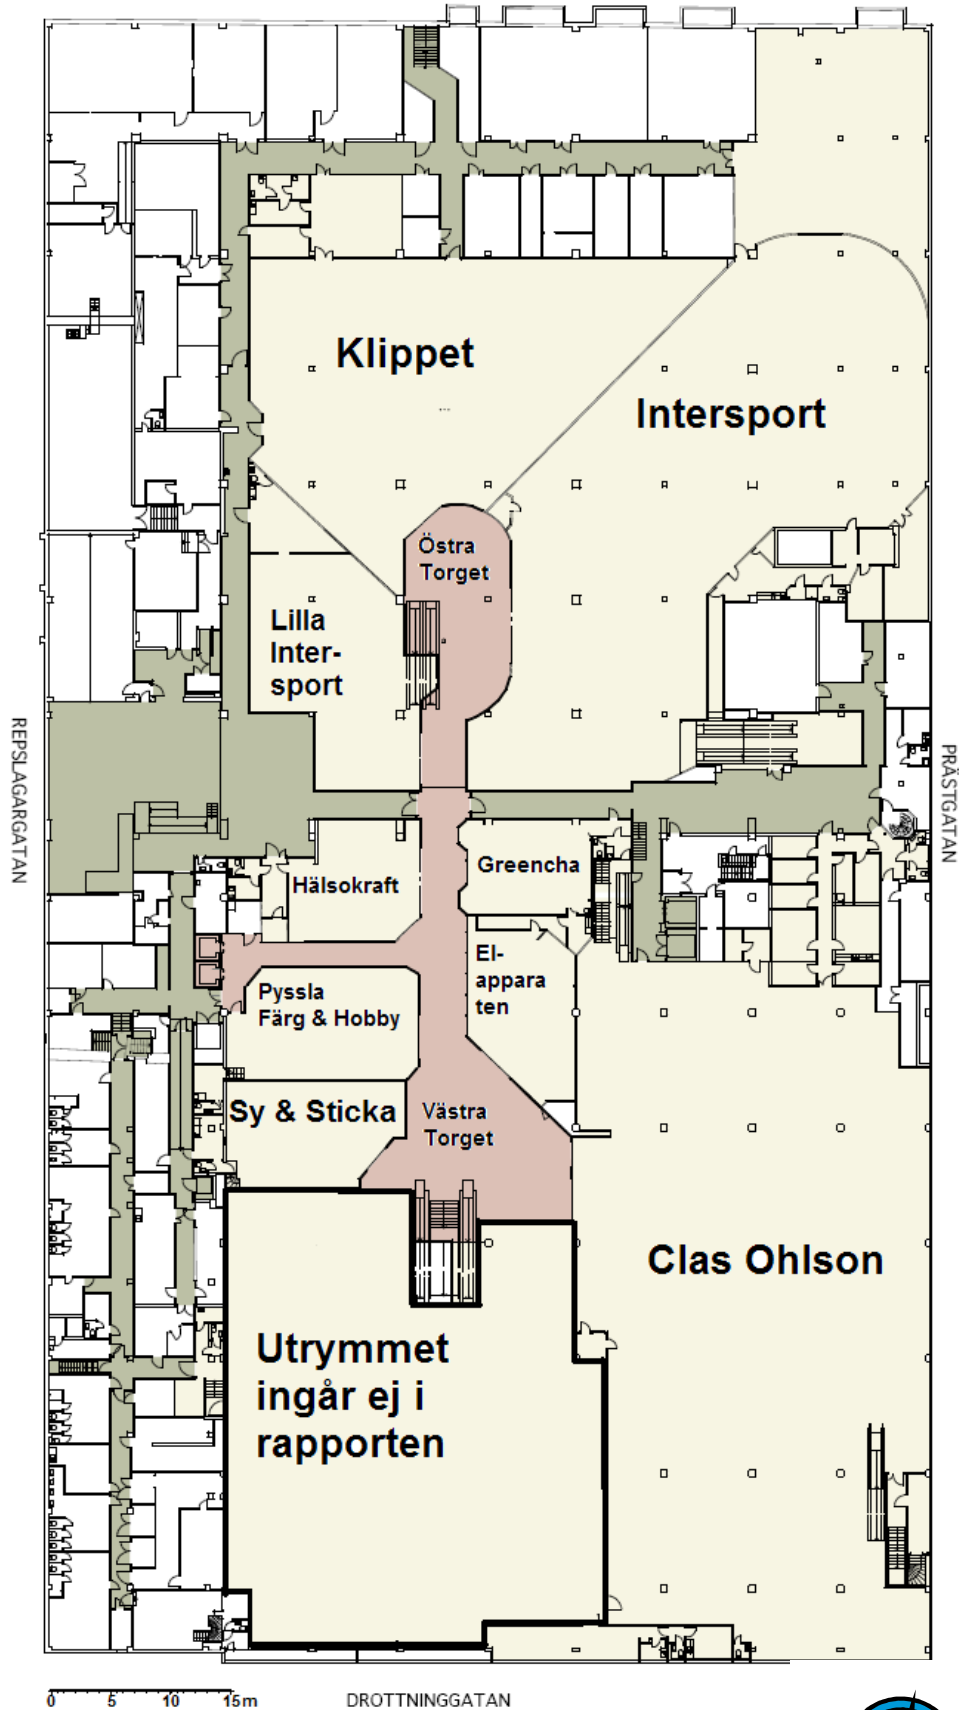 Klippet
Intersport
Östra
Torget
Lilla
Inter-
sport
REPSLAGARGATAN
PRÄSTGATAN
Greencha
Hälsokraft
El-
appara
ten
Pyssla
Färg & Hobby
Sy & Sticka
Västra
Torget
Clas Ohlson
Utrymmet
ingår ej i
rapporten
0 5 10 15m
DROTTNINGGATAN